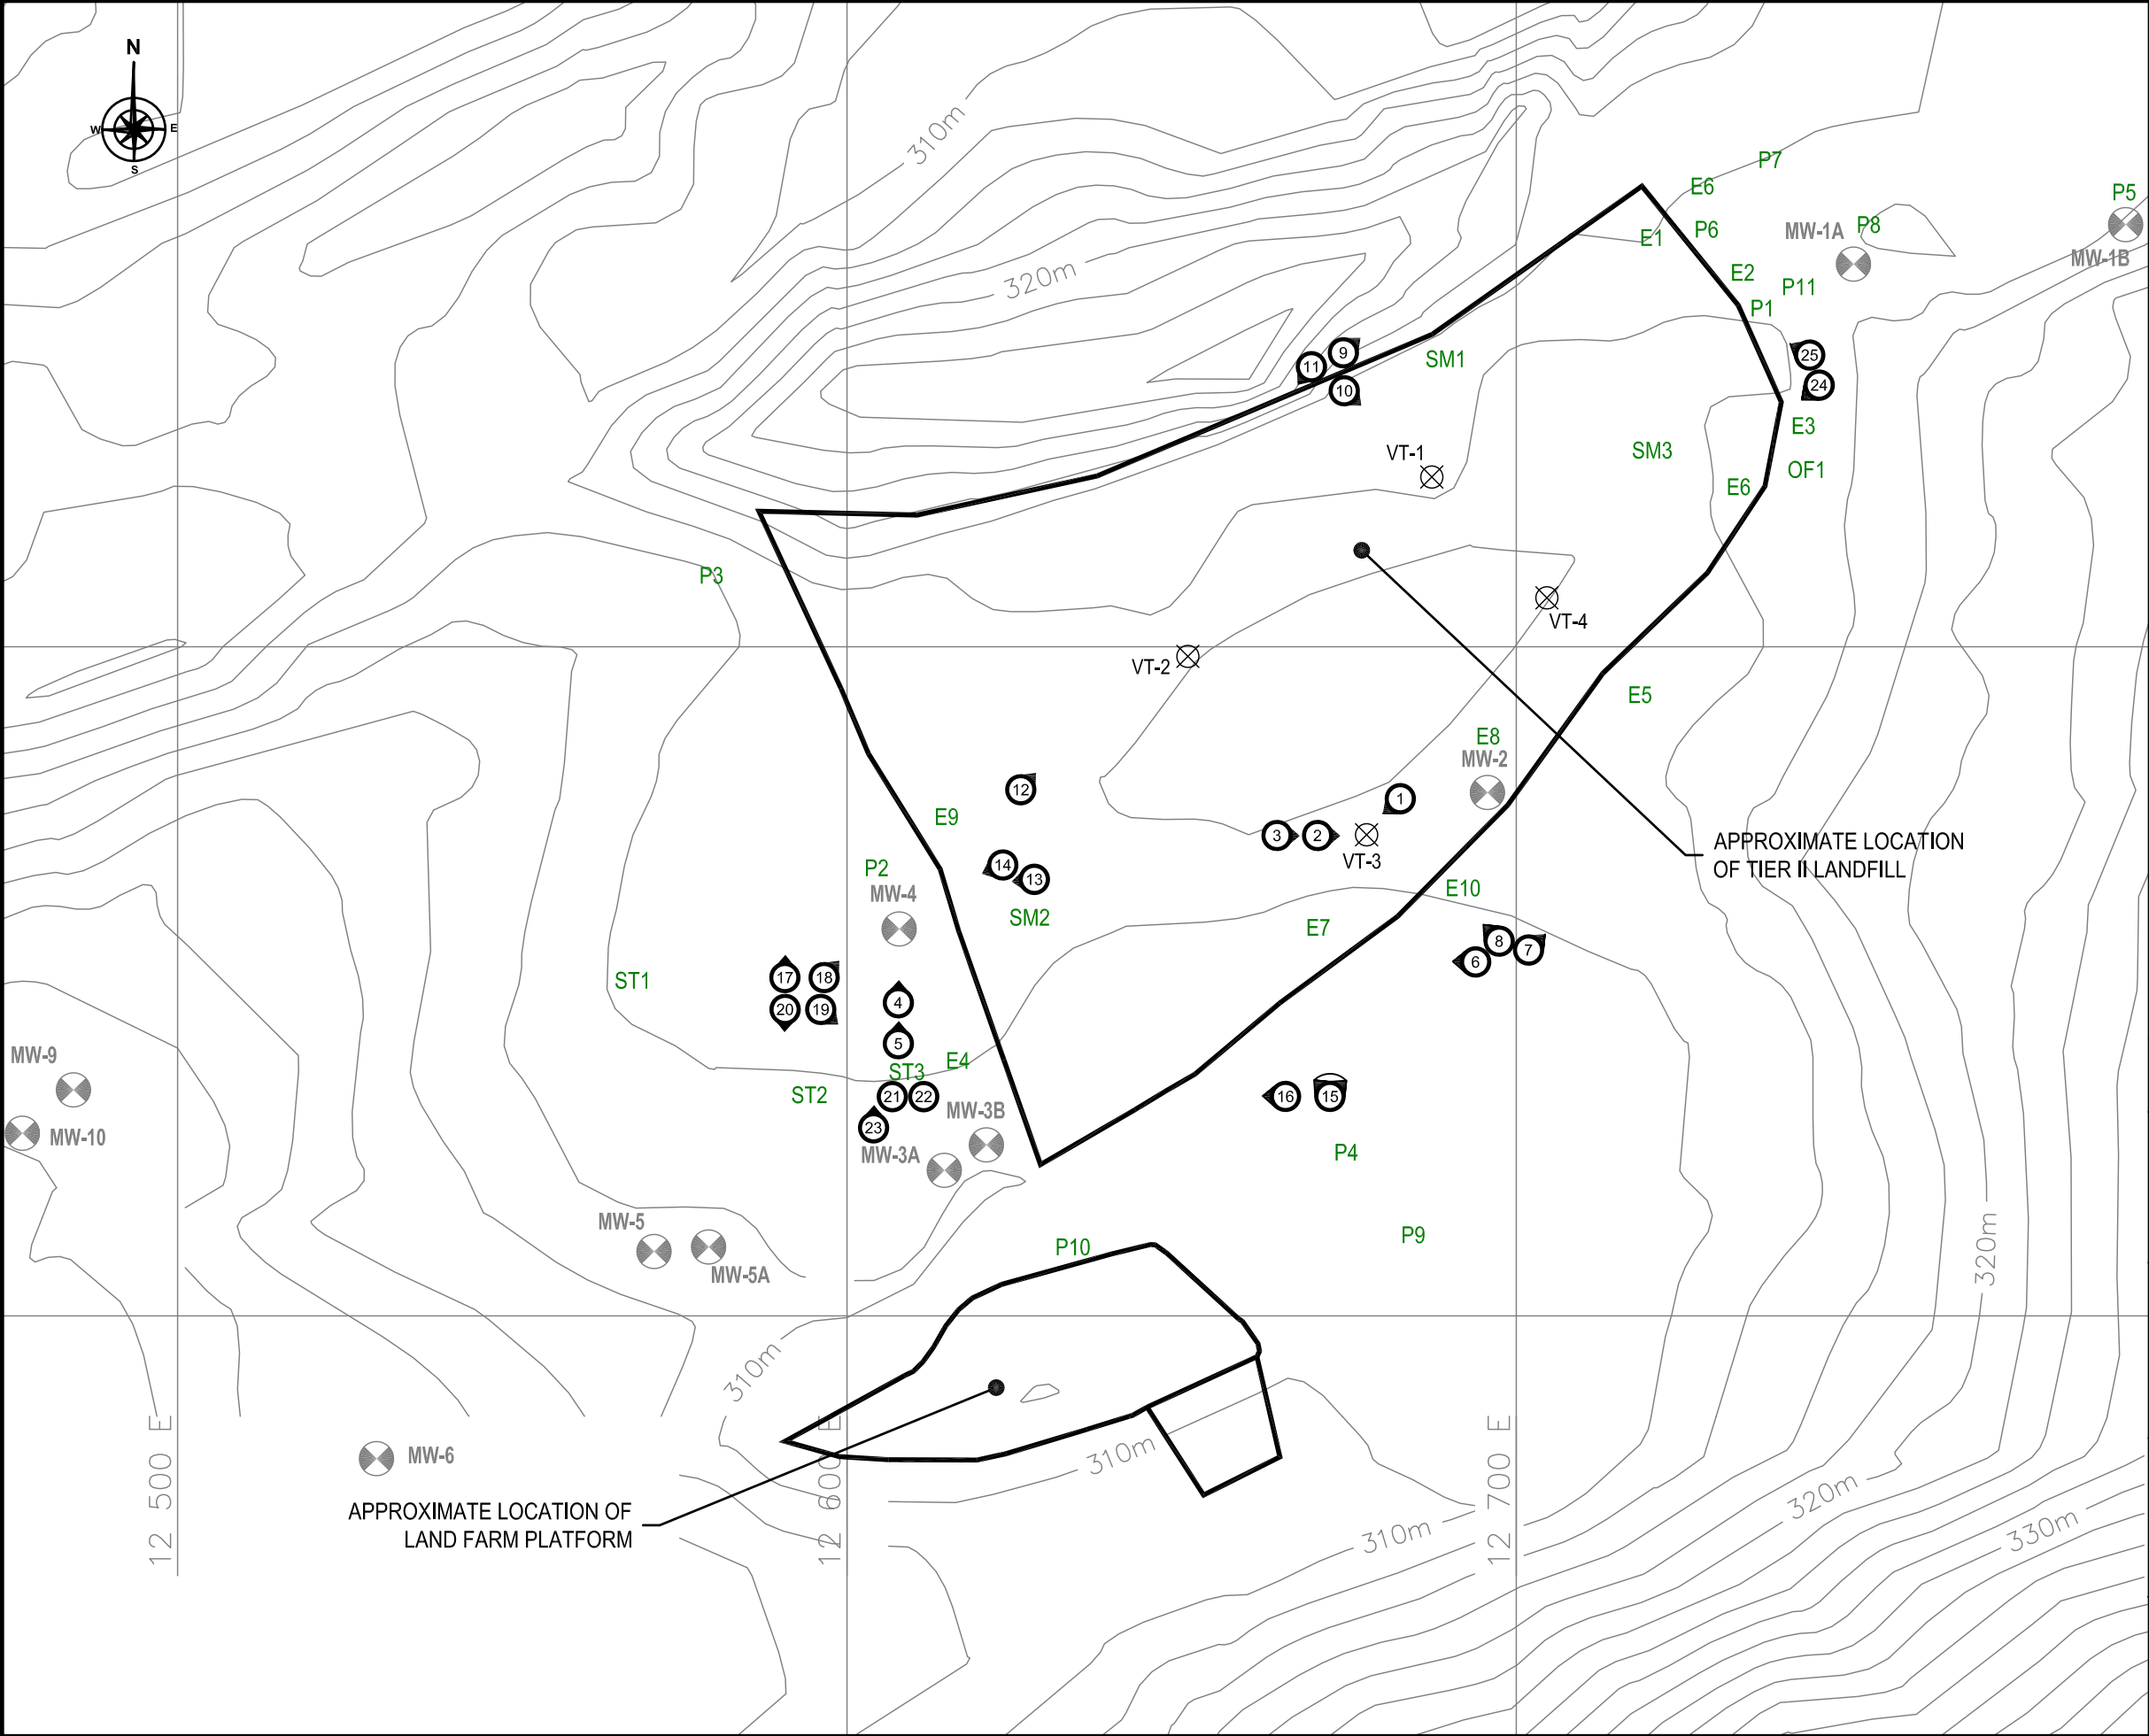 N
W
E
S
310m
P7
E6
P5
P6
P8
E1
MW-1A
MW-1B
E2
320m
P11
P1
9
25
SM1
11
24
10
E3
VT-1
SM3
OF1
E6
P3
VT-4
VT-2
E5
E8
MW-2
12
1
E9
3
2
APPROXIMATE LOCATION
OF TIER II LANDFILL
VT-3
14
P2
13
E10
MW-4
SM2
E7
8
7
6
ST1
17
18
4
20
19
5
MW-9
E4
ST3
ST2
21
22
16
15
MW-3B
23
MW-10
MW-3A
P4
MW-5
P9
320m
P10
MW-5A
310m
12 500 E
12 600 E
12 700 E
MW-6
310m
320m
APPROXIMATE LOCATION OF
LAND FARM PLATFORM
310m
330m